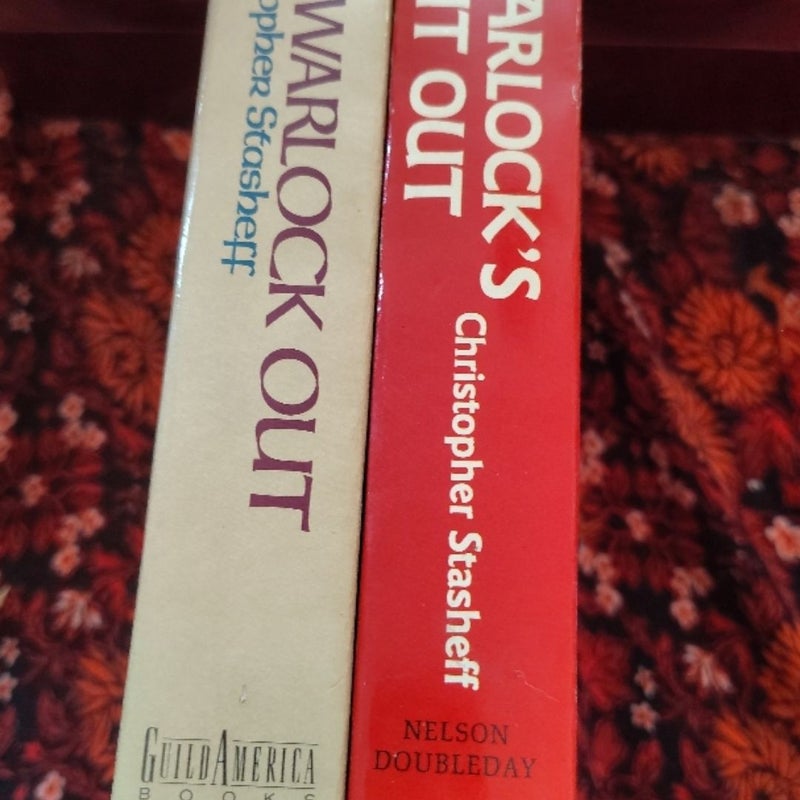 WARLOCK OUT
opher Stasheff
GUILDAMERICA
BOOKS
ARLOCK'S
IT OUT
Christopher Stasheff
NELSON
DOUBLEDAY